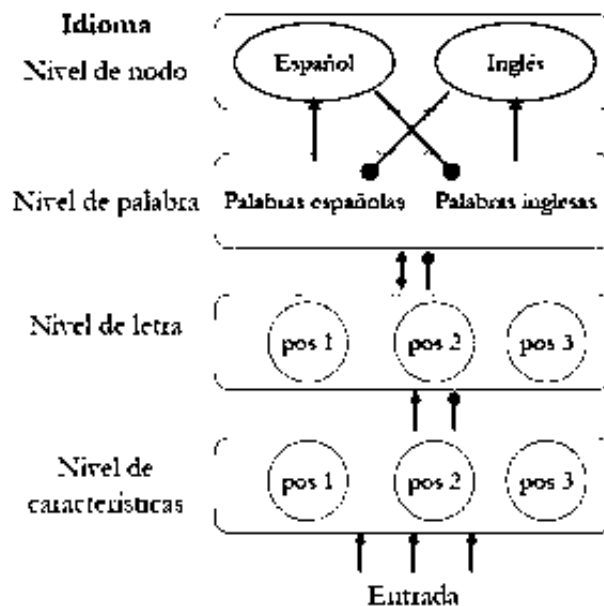 Idioma
Nivel de nodo
Español
Inglés
Nivel de palabra
Palabras españolas
Palabras inglesas
Nivel de letra
pos 1
pos 2
pos 3
Nivel de
características
pos 1
pos 2
pos 3
Entrada